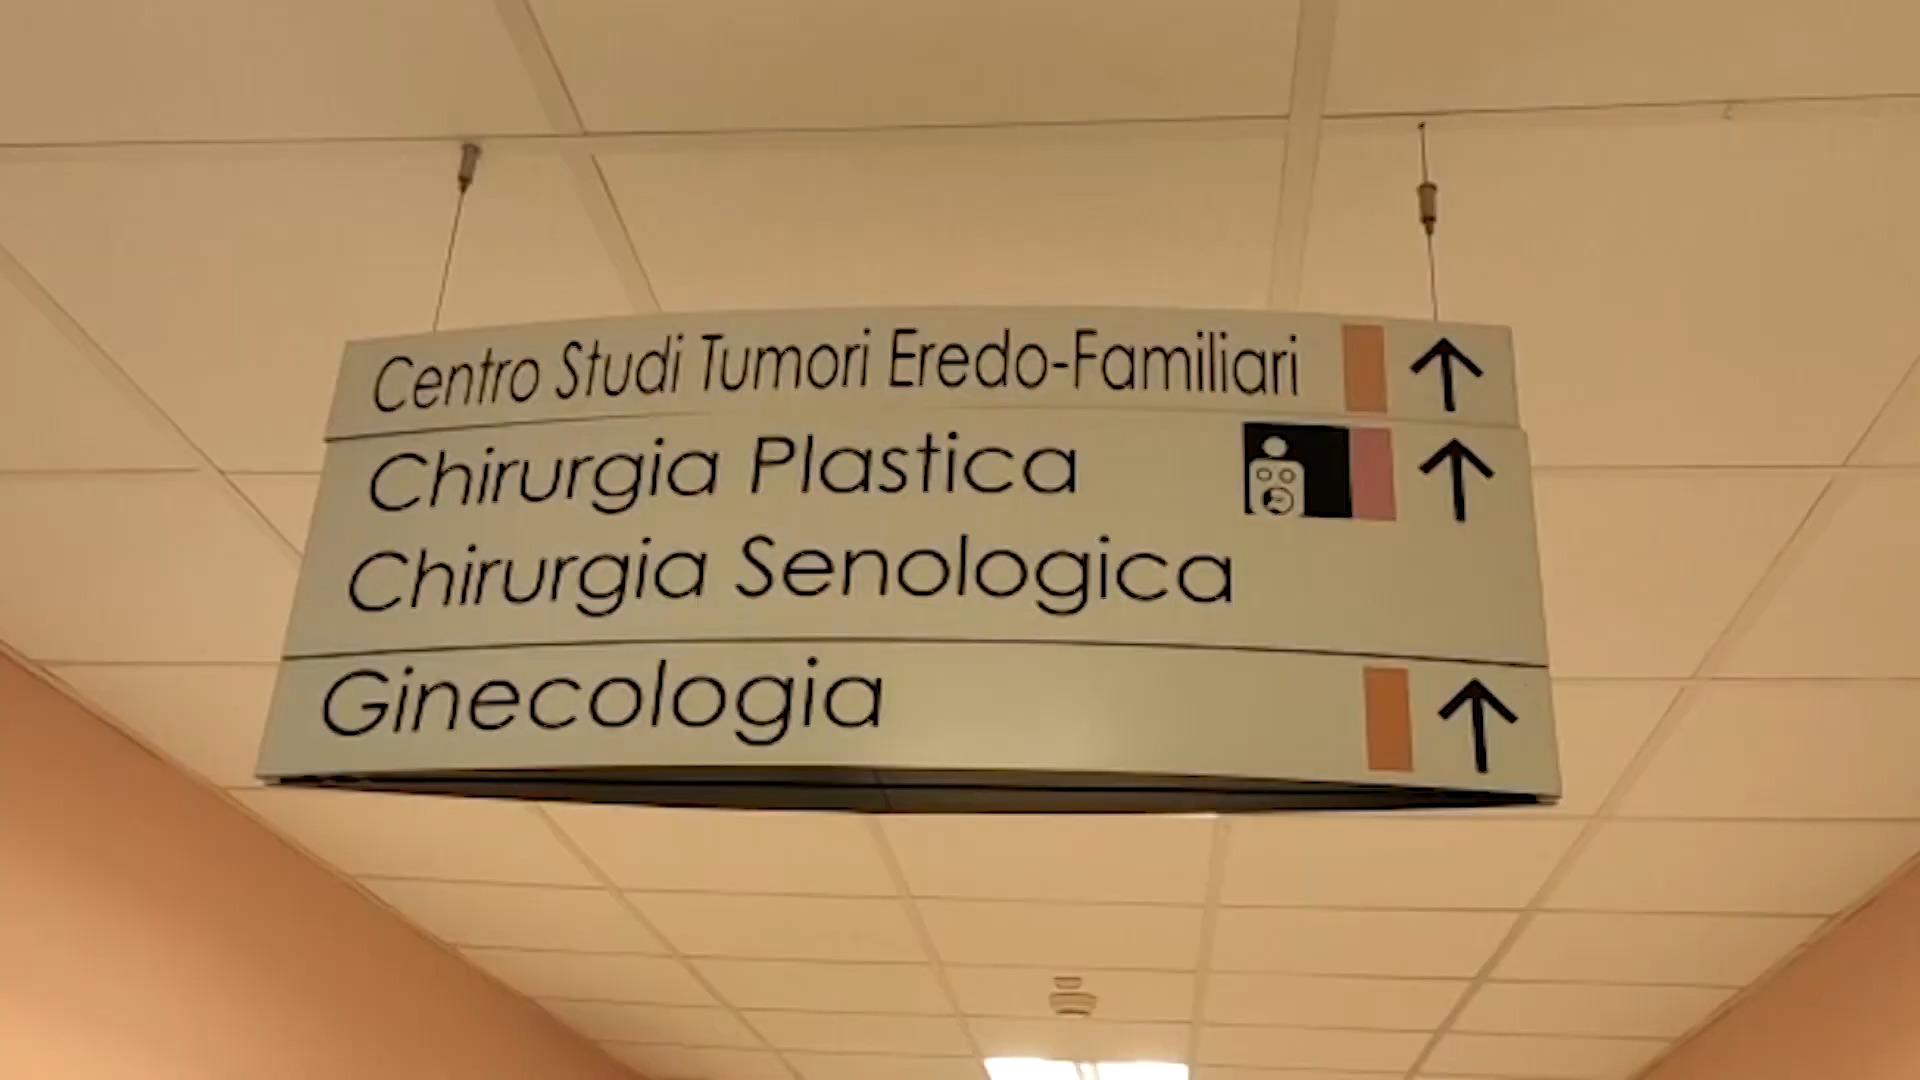 Centro Studi Tumori Eredo-Familiari
Chirurgia Plastica
Chirurgia Senologica
Ginecologia